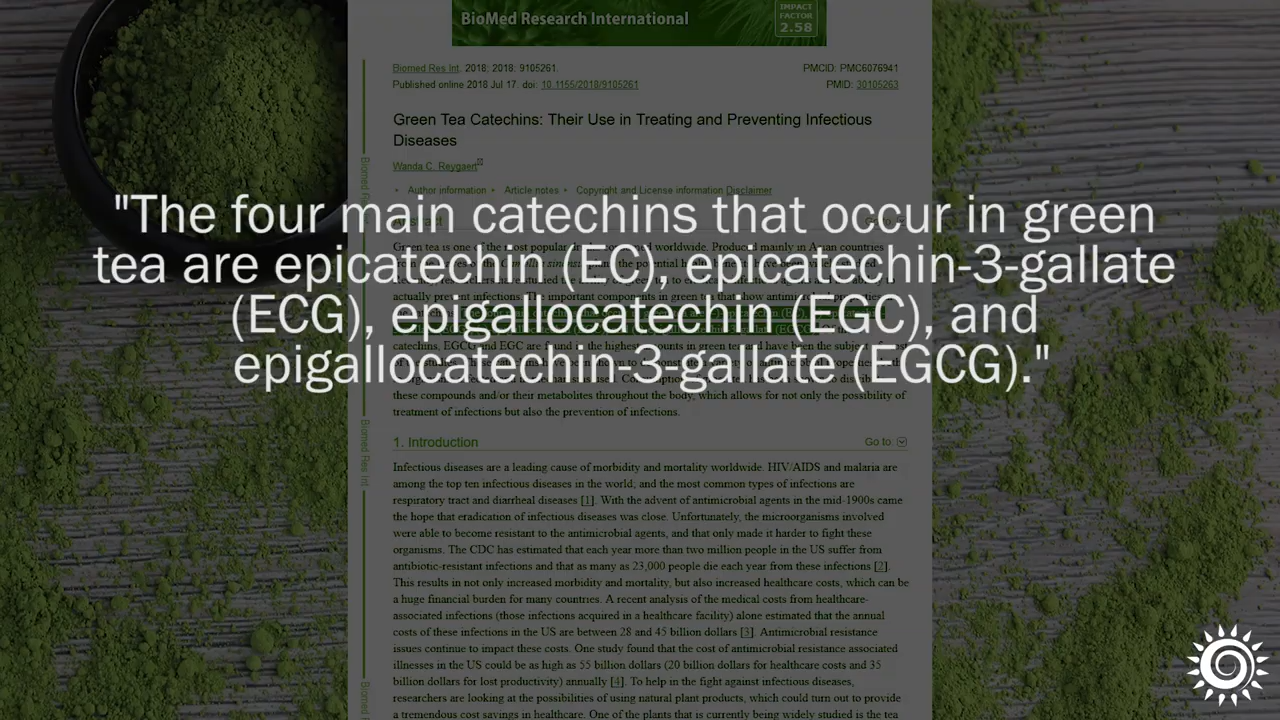 BioMed Research International
IMPACT
FACTOR
2.58
Biomed Res Int. 2018; 2018: 9105261.
PMCID: PMC6076941
Published online 2018 Jul 17. doi: 10.1155/2018/9105261
PMID: 30105261
Green Tea Catechins: Their Use in Treating and Preventing Infectious
Diseases
Wanda C. Reygaert
Author information Article notes Copyright and License information Disclaimer
"The four main catechins that occur in green
tea are epicatechin (EC), epicatechin-3-gallate
(ECG), epigallocatechin (EGC), and
epigallocatechin-3-gallate (EGCG)."
these compounds and/or their metabolites throughout the body, which allows for not only the possibility of
treatment of infections but also the prevention of infections.
1. Introduction
Go to:
Infectious diseases are a leading cause of morbidity and mortality worldwide. HIV/AIDS and malaria are
among the top ten infectious diseases in the world; and the most common types of infections are
respiratory tract and diarrheal diseases [1]. With the advent of antimicrobial agents in the mid-1900s came
the hope that eradication of infectious diseases was close. Unfortunately, the microorganisms involved
were able to become resistant to the antimicrobial agents, and that only made it harder to fight these
organisms. The CDC has estimated that each year more than two million people in the US suffer from
antibiotic-resistant infections and that as many as 23,000 people die each year from these infections [2].
This results in not only increased morbidity and mortality, but also increased healthcare costs, which can be
a huge financial burden for many countries. A recent analysis of the medical costs from healthcare-
associated infections (those infections acquired in a healthcare facility) alone estimated that the annual
costs of these infections in the US are between 28 and 45 billion dollars [3]. Antimicrobial resistance
issues continue to impact these costs. One study found that the cost of antimicrobial resistance associated
illnesses in the US could be as high as 55 billion dollars (20 billion dollars for healthcare costs and 35
billion dollars for lost productivity) annually [4]. To help in the fight against infectious diseases,
researchers are looking at the possibilities of using natural plant products, which could turn out to provide
a tremendous cost savings in healthcare. One of the plants that is currently being widely studied is the tea
Biomed Res Int